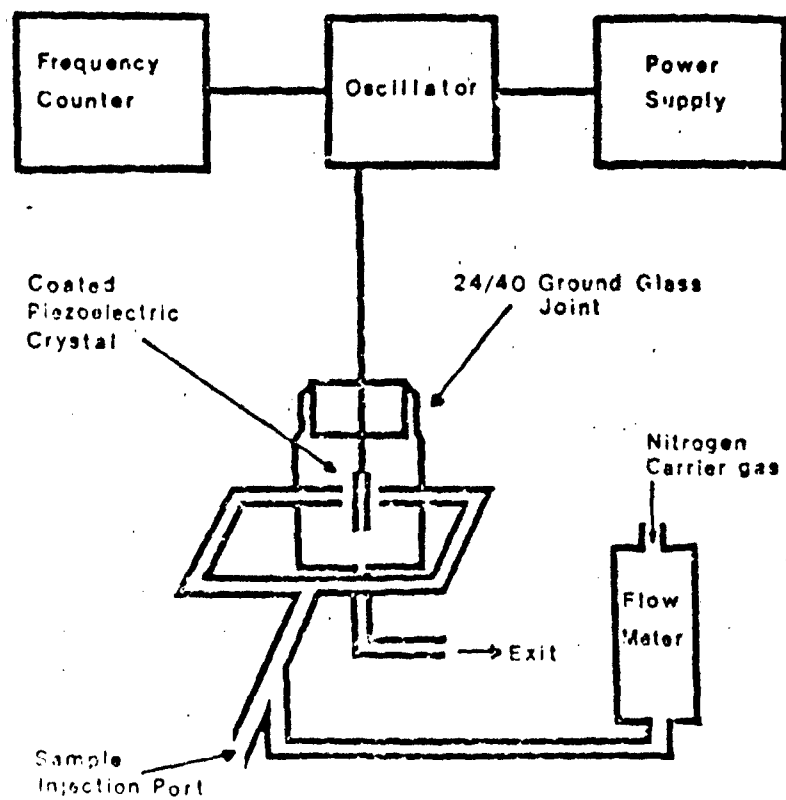 Frequency
Counter
Oscillator
Power
Supply
Coated
Piezoelectric
Crystal
24/40 Ground Glass
Joint
Nitrogen
Carrier gas
Flow
Meter
Exit
Sample
Injection Port